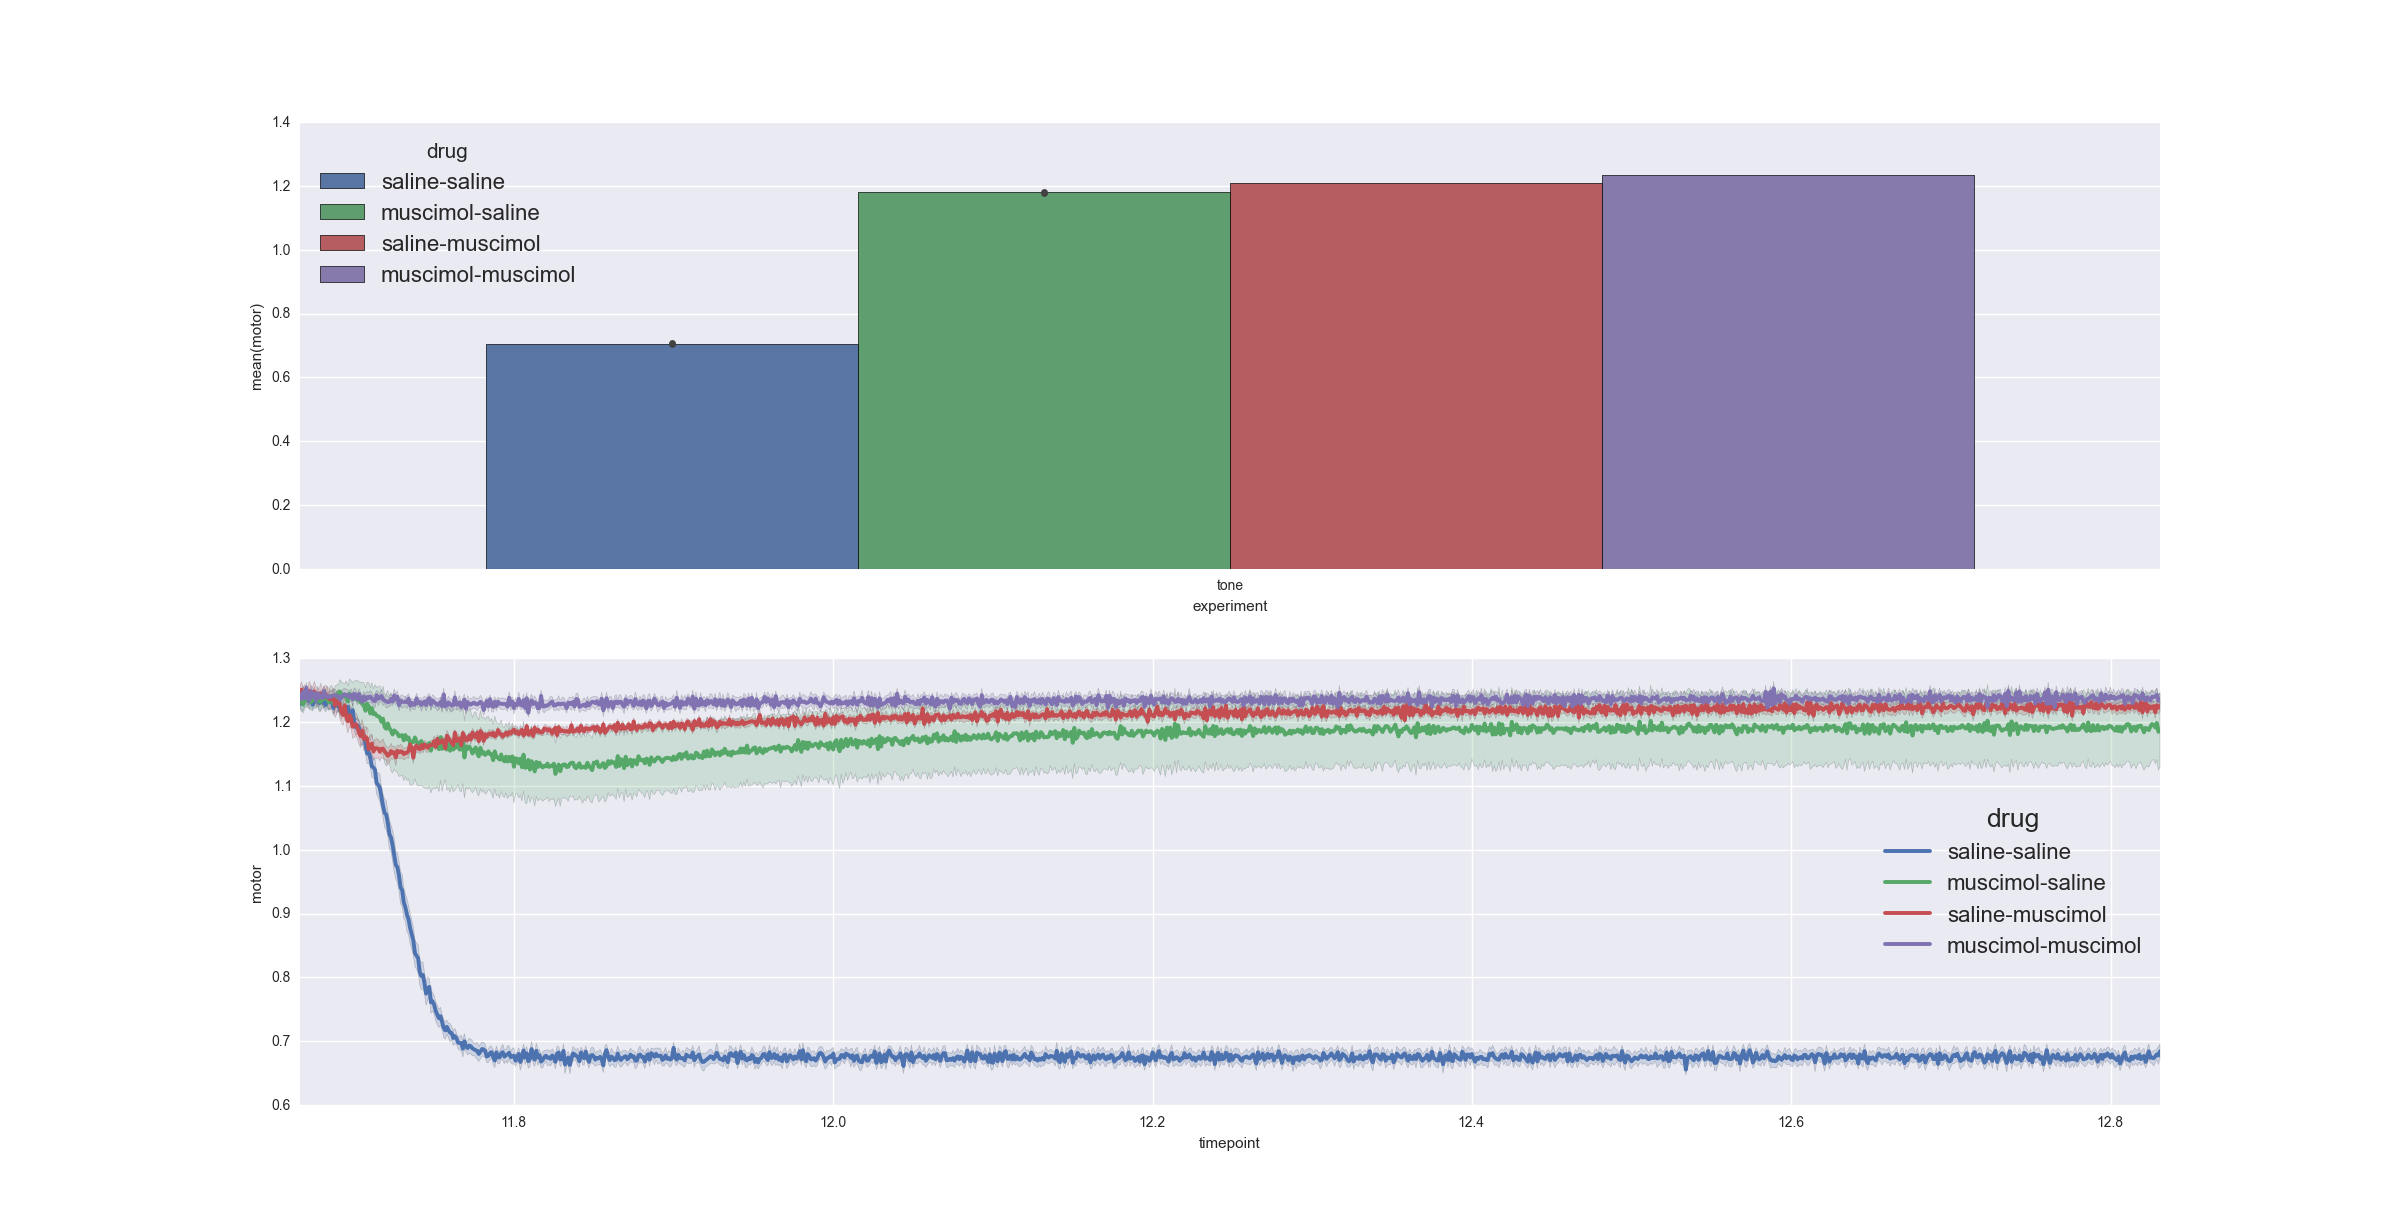 1.4
1.2
1.0
0.8
0.6
0.4
0.2
0.0
mean(motor)
drug
saline-saline
muscimol-saline
saline-muscimol
muscimol-muscimol
tone
experiment
1.3
1.2
1.1
1.0
0.9
0.8
0.7
0.6
motor
drug
saline-saline
muscimol-saline
saline-muscimol
muscimol-muscimol
11.8 12.0 12.2 12.4 12.6 12.8
timepoint